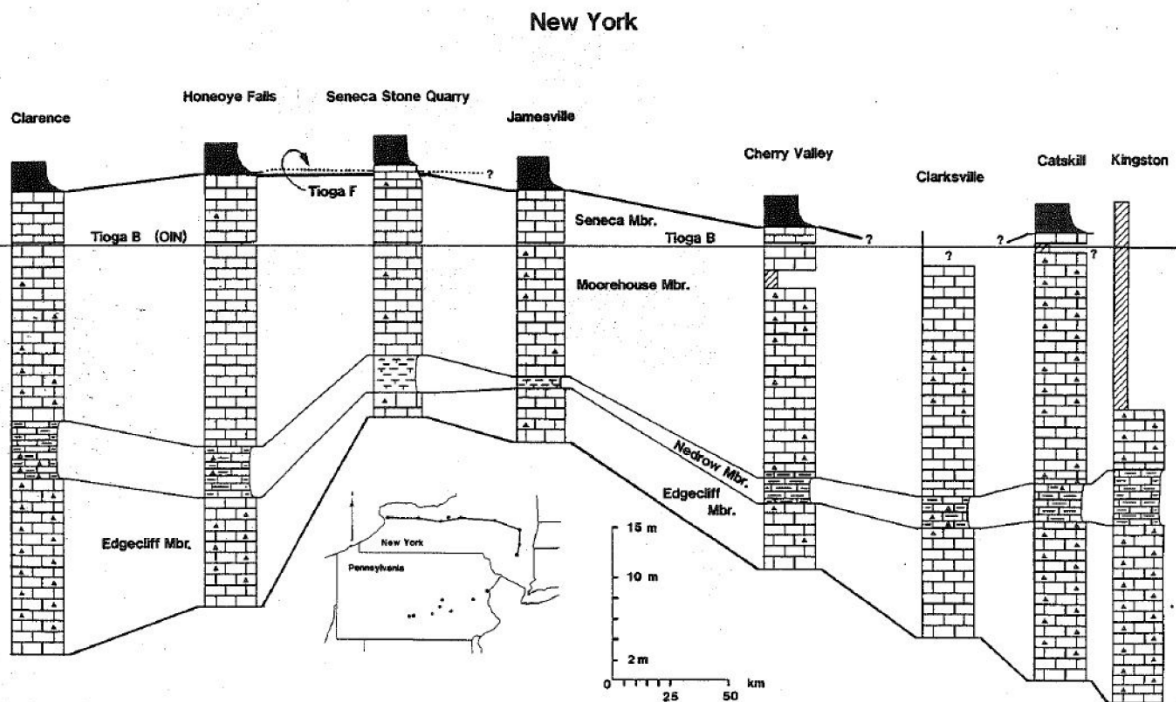 New York
Clarence
Honeoye Falls
Seneca Stone Quarry
Jamesville
Cherry Valley
Clarksville
Catskill
Kingston
Tioga F
?
Seneca Mbr.
Tioga B (OIN)
Tioga B
?
?
?
?
Moorehouse Mbr.
Nedrow Mbr.
Edgecliff Mbr.
Edgecliff Mbr.
New York
Pennsylvania
15 m
10 m
2 m
0 25 50 km